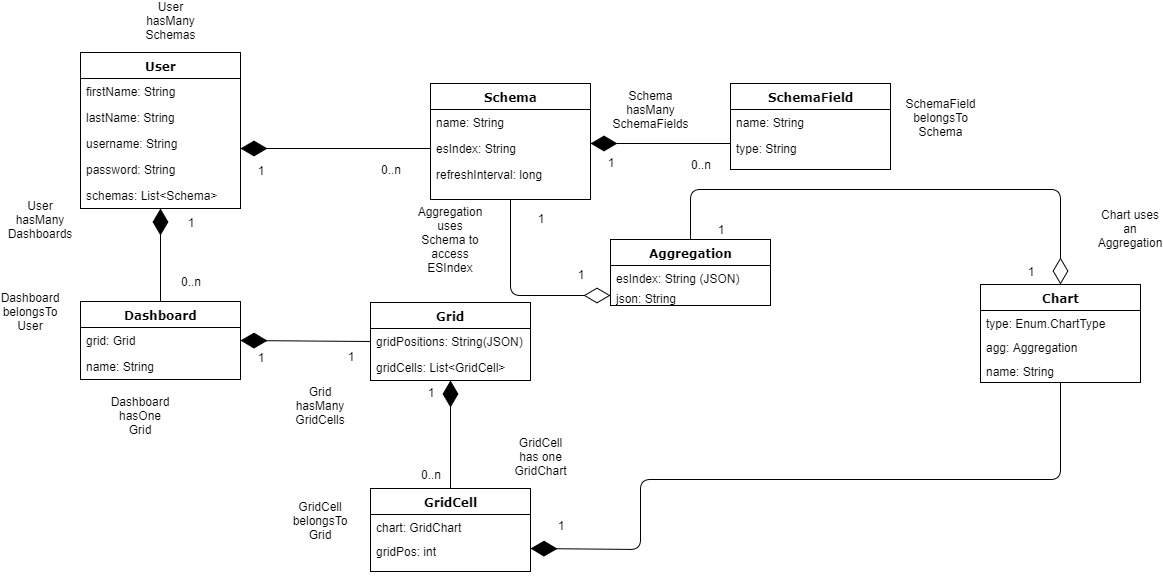 User
hasMany
Schemas
User
firstName: String
lastName: String
username: String
password: String
schemas: List<Schema>
1
0..n
Schema
name: String
esIndex: String
refreshInterval: long
Schema
hasMany
SchemaFields
1
0..n
SchemaField
name: String
type: String
SchemaField
belongsTo
Schema
User
hasMany
Dashboards
1
0..n
Aggregation
uses
Schema to
access
ESIndex
1
1
Aggregation
esIndex: String (JSON)
json: String
1
Chart uses
an
Aggregation
1
Chart
type: Enum.ChartType
agg: Aggregation
name: String
Dashboard
belongsTo
User
Dashboard
grid: Grid
name: String
1
1
Dashboard
hasOne
Grid
Grid
gridPositions: String(JSON)
gridCells: List<GridCell>
Grid
hasMany
GridCells
1
0..n
GridCell
has one
GridChart
GridCell
belongsTo
Grid
GridCell
chart: GridChart
gridPos: int
1